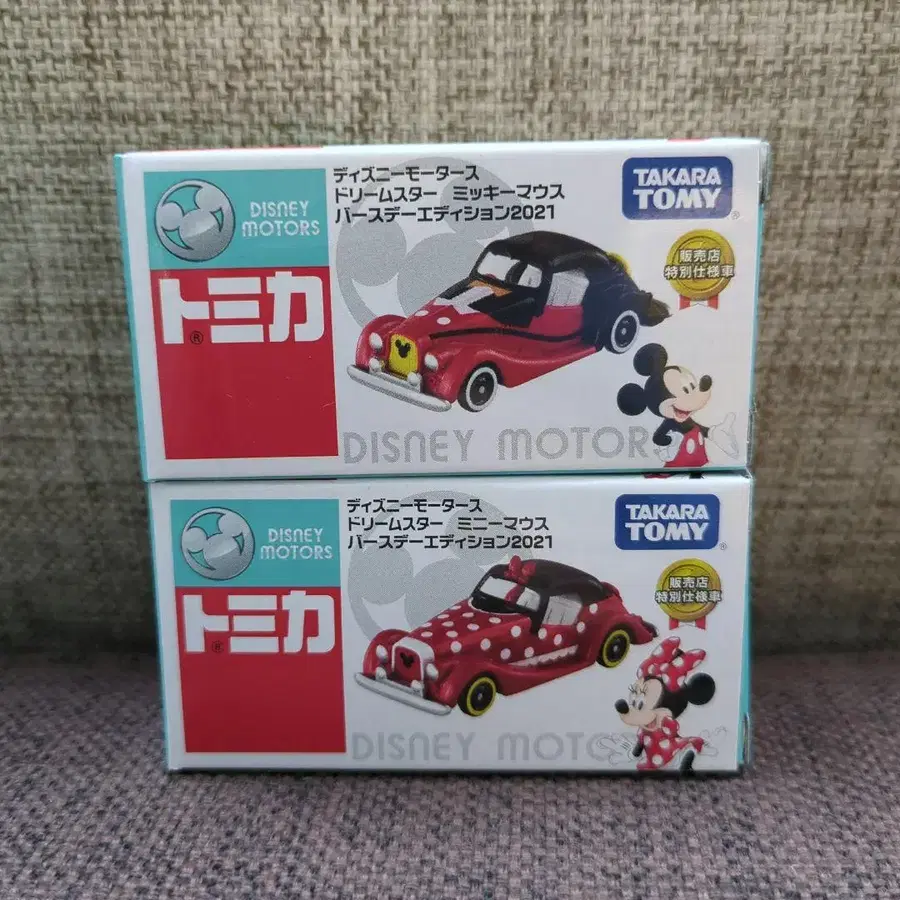 ディズニーモータース
ドリームスター ミッキーマウス
バースデーエディション2021
TAKARA
TOMY®
DISNEY
MOTORS
トミカ®
販売店
特別仕様車
DISNEY MOTORS
ディズニーモータース
ドリームスター ミニーマウス
バースデーエディション2021
TAKARA
TOMY®
DISNEY
MOTORS
トミカ®
販売店
特別仕様車
DISNEY MOTO